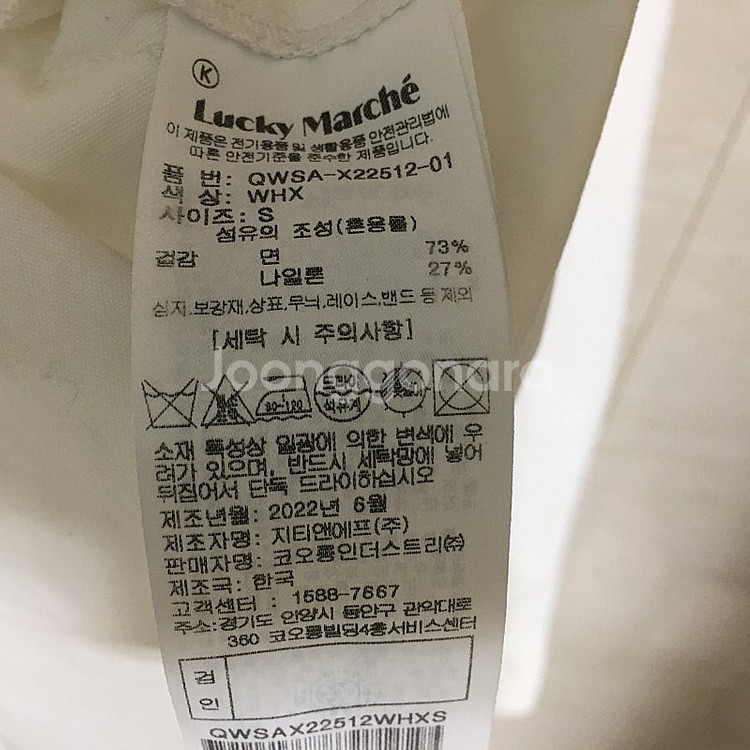 K
Lucky Marché
이 제품은 전기용품 및 생활용품 안전관리법에
따른 안전기준을 준수한 제품입니다.
품 번: QWSA-X22512-01
색 상: WHX
사이즈: S
섬유의 조성(혼용률)
겉감 면 73%
나일론 27%
심지,보강재,상표,무늬,레이스,밴드 등 제외
[세탁 시 주의사항]
Joonggonara
80~120 드라이 석유계
소재 특성상 일광에 의한 변색에 우
려가 있으며, 반드시 세탁망에 넣어
뒤집어서 단독 드라이하십시오
제조년월: 2022년 6월
제조자명: 지티앤에프(주)
판매자명: 코오롱인더스트리㈜
제조국: 한국
고객센터 : 1588-7667
주소:경기도 안양시 동안구 관악대로
360 코오롱빌딩4층서비스센터
검
인
QWSAX22512WHXS